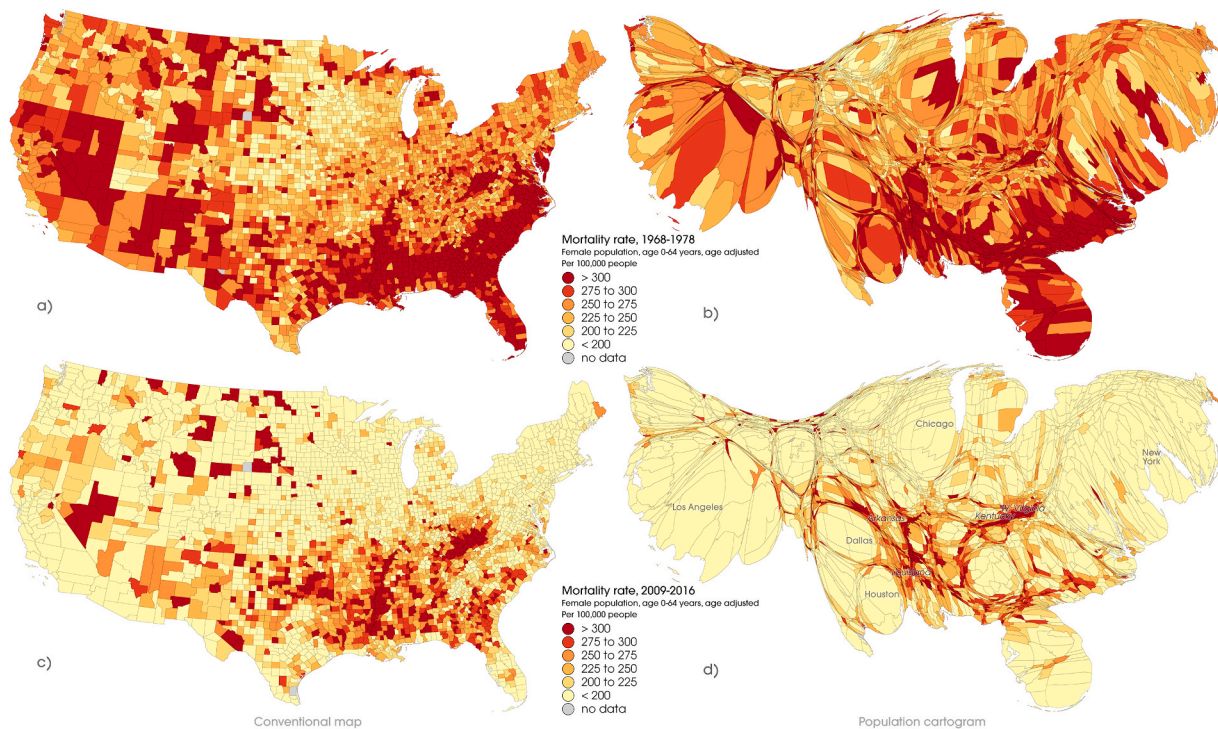 a)
b)
Mortality rate, 1968-1978
Female population, age 0-64 years, age adjusted
Per 100,000 people
> 300
275 to 300
250 to 275
225 to 250
200 to 225
< 200
no data
c)
d)
Chicago
New
York
Los Angeles
Arkansas
W. Virginia
Kentucky
Dallas
Louisiana
Houston
Mortality rate, 2009-2016
Female population, age 0-64 years, age adjusted
Per 100,000 people
> 300
275 to 300
250 to 275
225 to 250
200 to 225
< 200
no data
Conventional map
Population cartogram